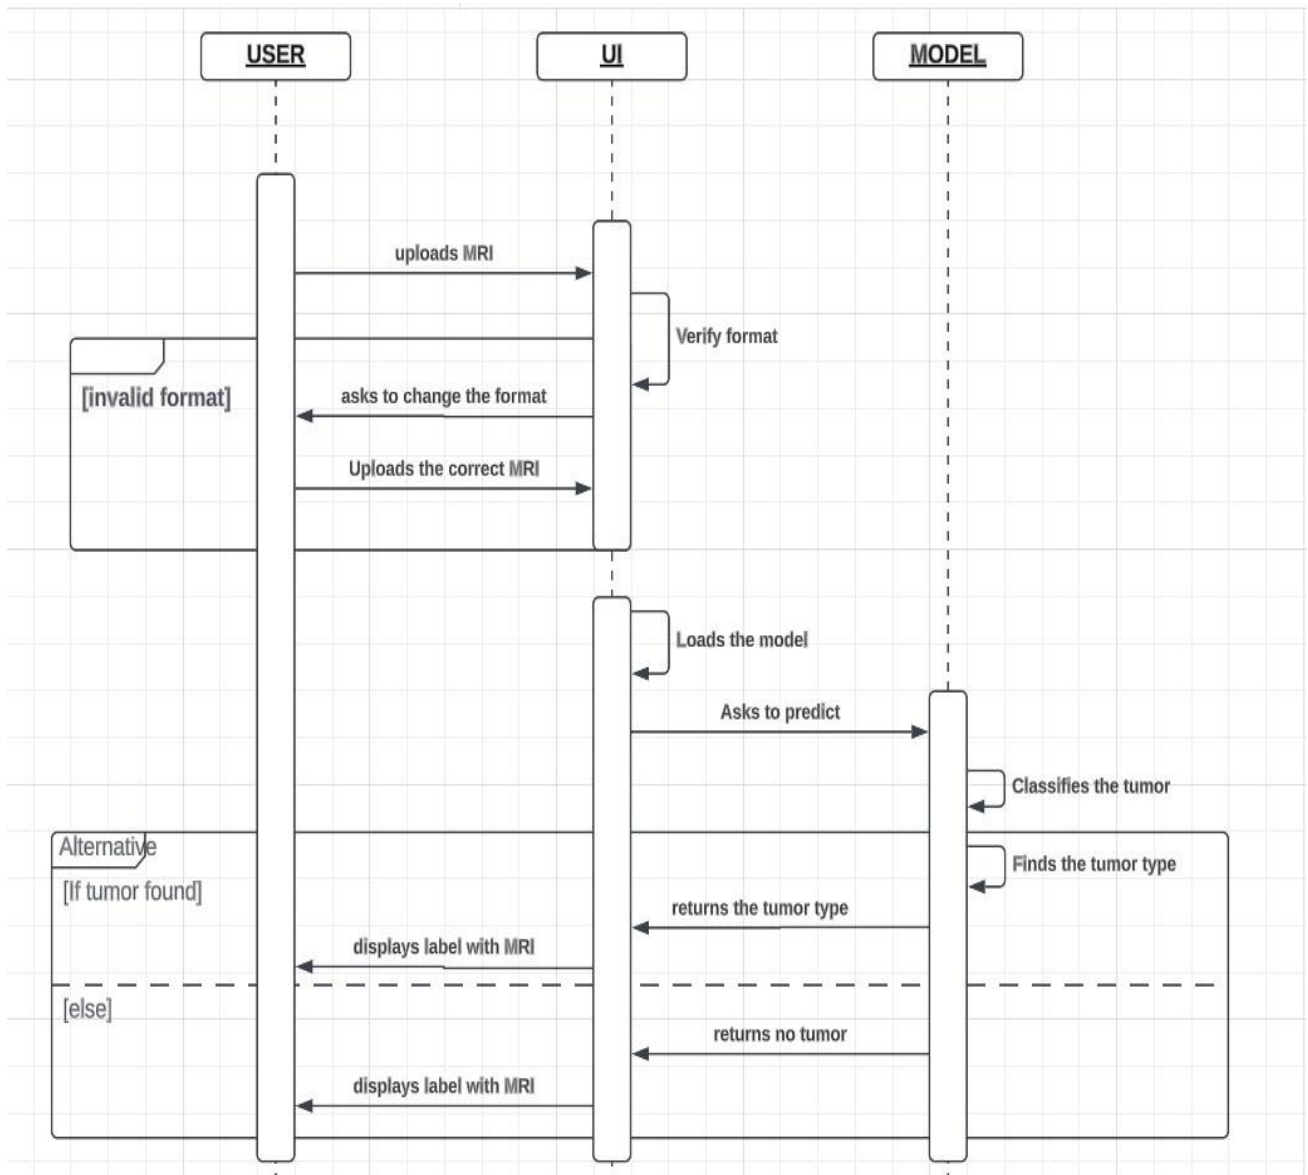 USER
UI
MODEL
uploads MRI
Verify format
[invalid format]
asks to change the format
Uploads the correct MRI
Loads the model
Asks to predict
Classifies the tumor
Alternative
Finds the tumor type
[If tumor found]
returns the tumor type
displays label with MRI
[else]
returns no tumor
displays label with MRI